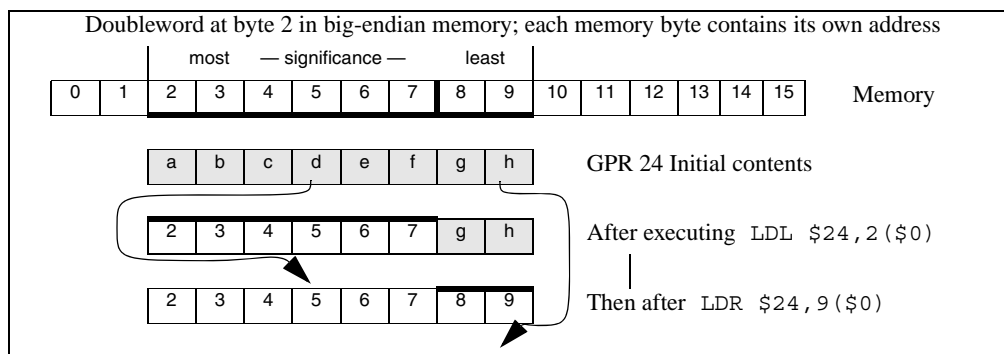 Doubleword at byte 2 in big-endian memory; each memory byte contains its own address
most — significance — least
0 1 2 3 4 5 6 7 8 9 10 11 12 13 14 15 Memory
a b c d e f g h GPR 24 Initial contents
2 3 4 5 6 7 g h After executing LDL $24,2($0)
2 3 4 5 6 7 8 9 Then after LDR $24,9($0)